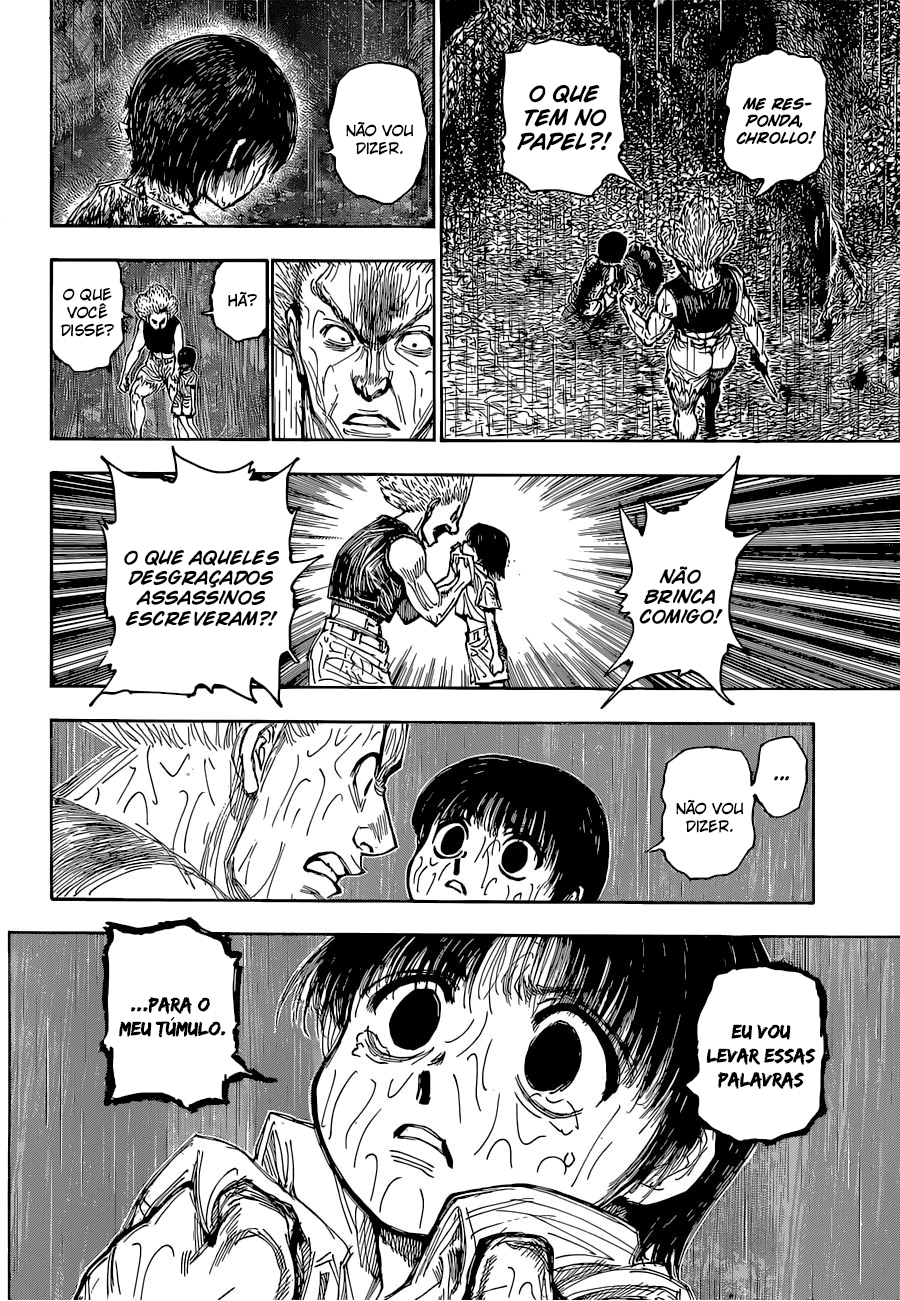 ME RES-
PONDA,
CHROLLO!
O QUE
TEM NO
PAPEL?!
NÃO VOU
DIZER.
HÃ?
O QUE
VOCÊ
DISSE?
NÃO
BRINCA
COMIGO!
O QUE AQUELES
DESGRAÇADOS
ASSASSINOS
ESCREVERAM?!
...
NÃO VOU
DIZER.
EU VOU
LEVAR ESSAS
PALAVRAS
...PARA O
MEU TÚMULO.